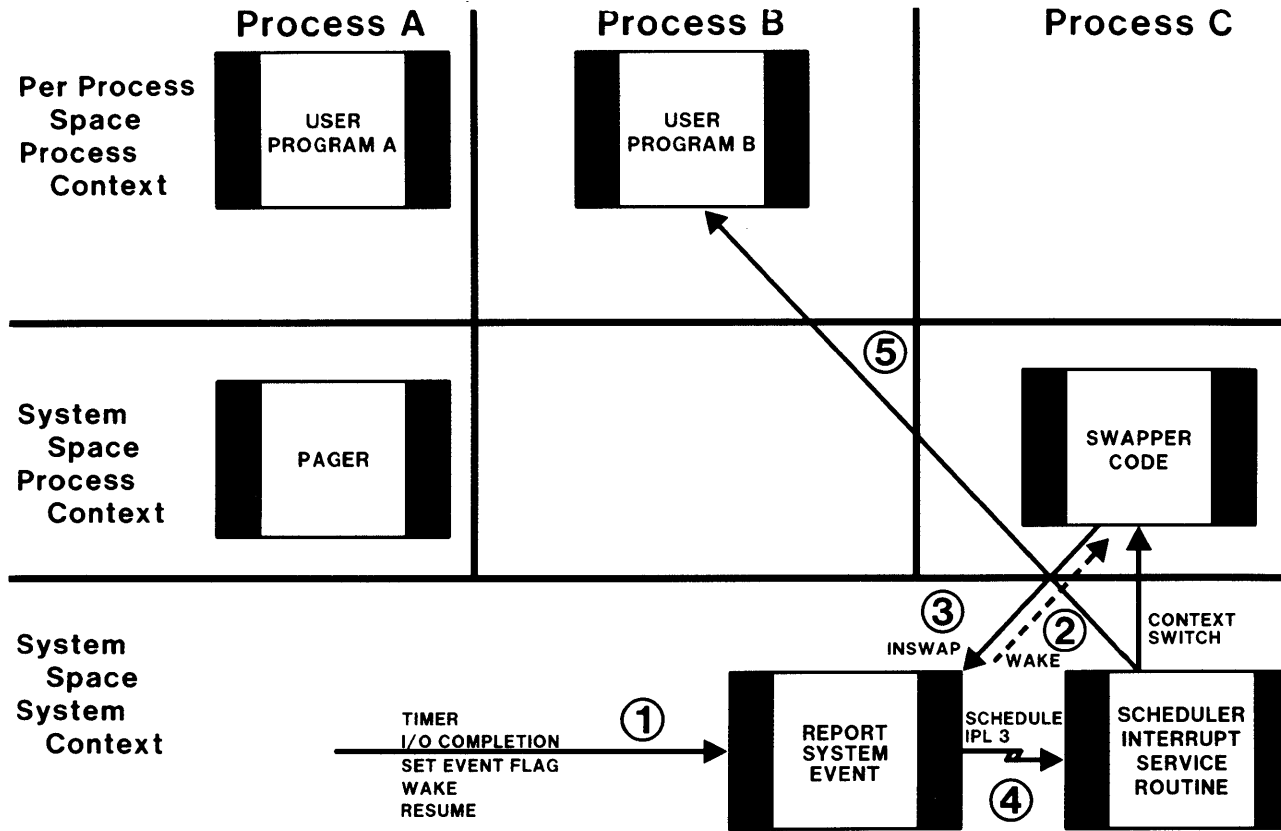 Process A
Process B
Process C
Per Process
Space
Process
Context
USER
PROGRAM A
USER
PROGRAM B
5
System
Space
Process
Context
PAGER
SWAPPER
CODE
3
INSWAP
2
WAKE
CONTEXT
SWITCH
System
Space
System
Context
TIMER
I/O COMPLETION
SET EVENT FLAG
WAKE
RESUME
1
REPORT
SYSTEM
EVENT
SCHEDULE
IPL 3
4
SCHEDULER
INTERRUPT
SERVICE
ROUTINE